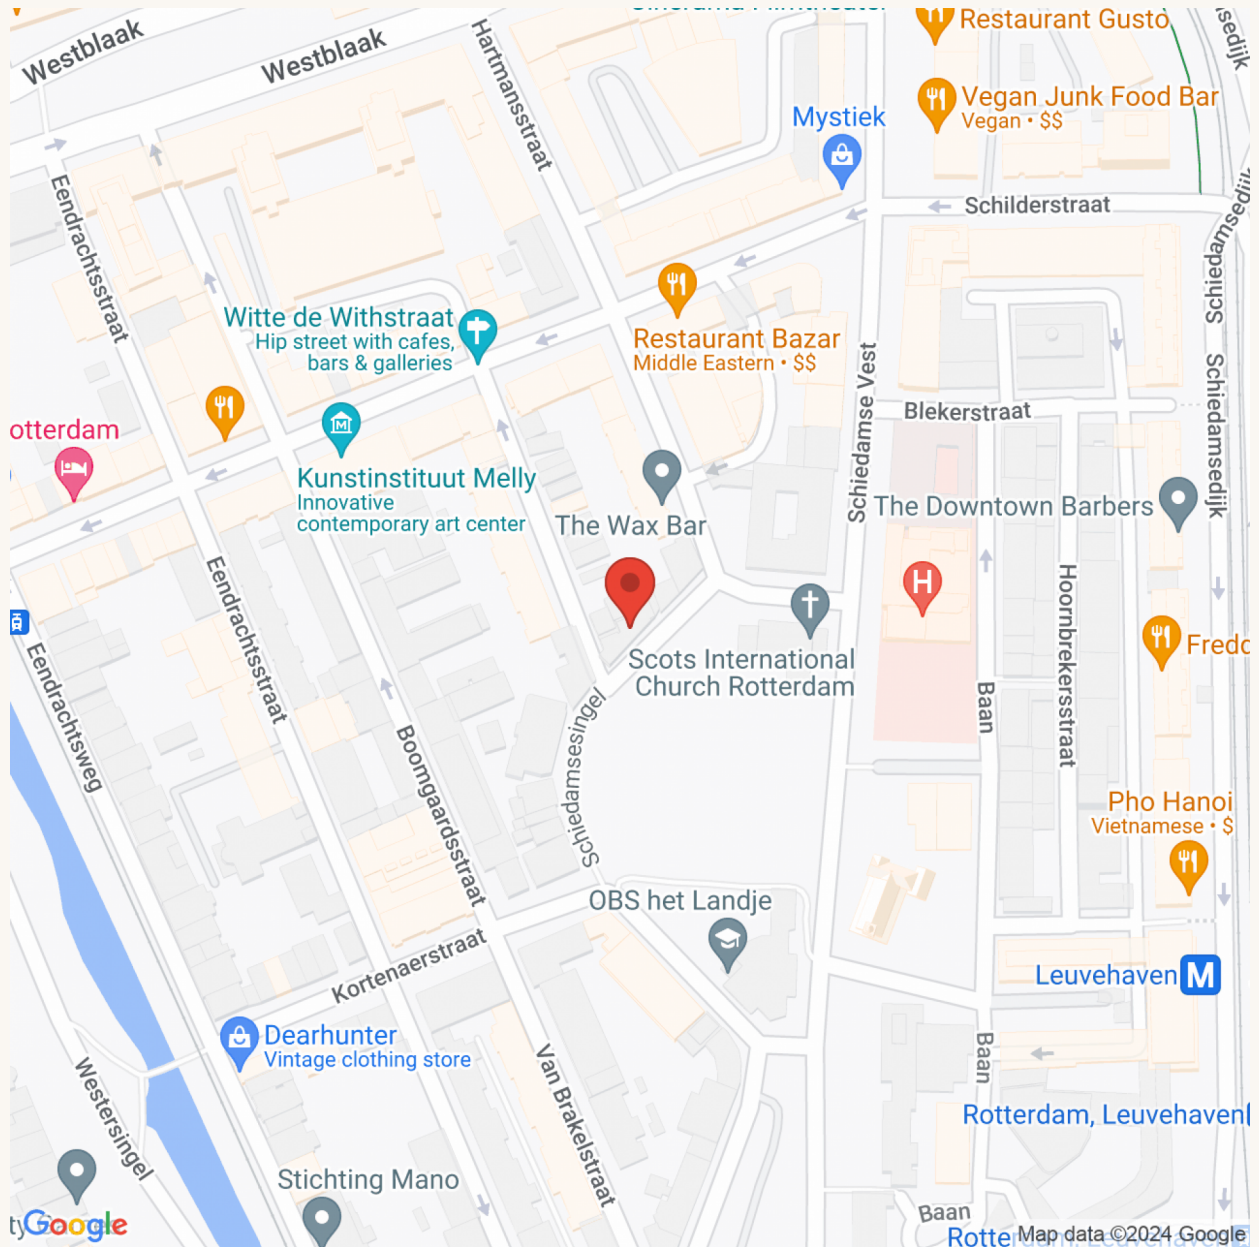 Westblaak
Westblaak
Hartmansstraat
Restaurant Gusto
Vegan Junk Food Bar
Vegan • $$
Mystiek
Schilderstraat
Eendrachtsstraat
Schiedamsedijk
Witte de Withstraat
Hip street with cafes,
bars & galleries
Restaurant Bazar
Middle Eastern • $$
Schiedamse Vest
Schiedamsedijk
Blekerstraat
otterdam
M
Kunstinstituut Melly
Innovative
contemporary art center
The Wax Bar
The Downtown Barbers
H
Eendrachtsstraat
Hoornbrekersstraat
Scots International
Church Rotterdam
Fredd
Eendrachtsweg
Baan
Schiedamsesingel
Boomgaardsstraat
Pho Hanoi
Vietnamese • $
OBS het Landje
Kortenaerstraat
Leuvehaven M
Dearhunter
Vintage clothing store
Baan
Van Brakelstraat
Westersingel
Rotterdam, Leuvehaven
Stichting Mano
Baan
Google
Map data ©2024 Google